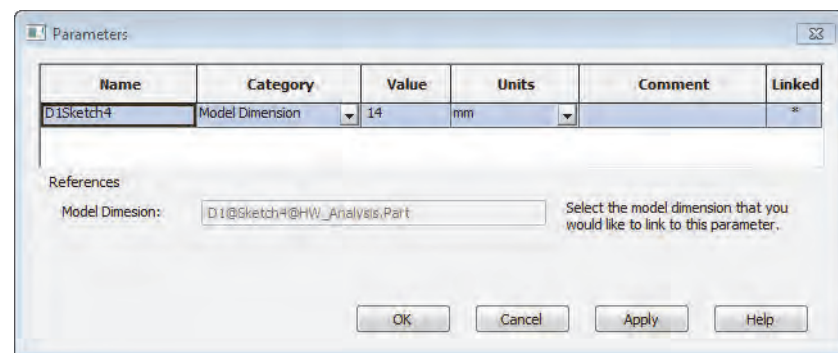 Parameters
Name Category Value Units Comment Linked
D1Sketch4 Model Dimension 14 mm *
References
Model Dimesion: D1@Sketch4@HW_Analysis.Part Select the model dimension that you
would like to link to this parameter.
OK Cancel Apply Help